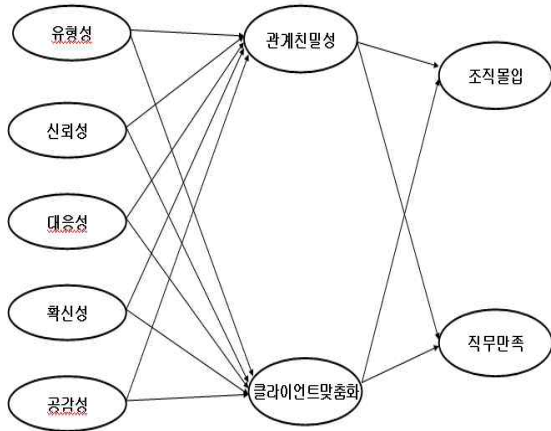 유형성
관계친밀성
조직몰입
신뢰성
대응성
확신성
직무만족
공감성
클라이언트맞춤화